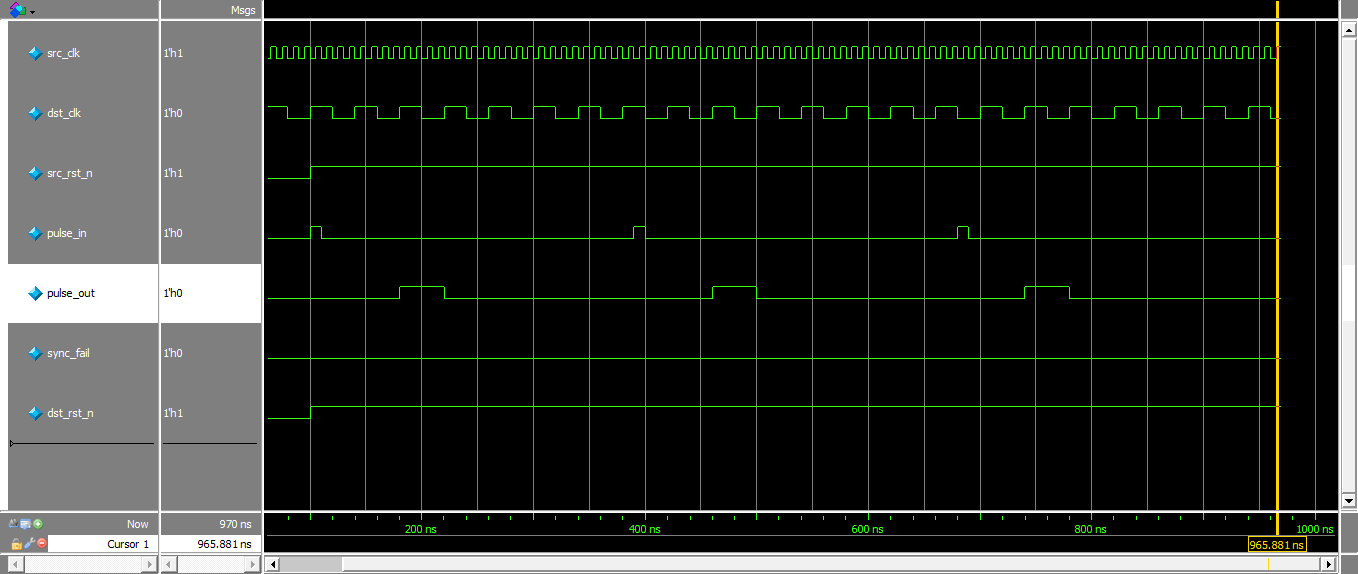 Msgs
src_clk 1'h1
dst_clk 1'h0
src_rst_n 1'h1
pulse_in 1'h0
pulse_out 1'h0
sync_fail 1'h0
dst_rst_n 1'h1
Now 970 ns 200 ns 400 ns 600 ns 800 ns 1000 ns
Cursor 1 965.881 ns 965.881 ns